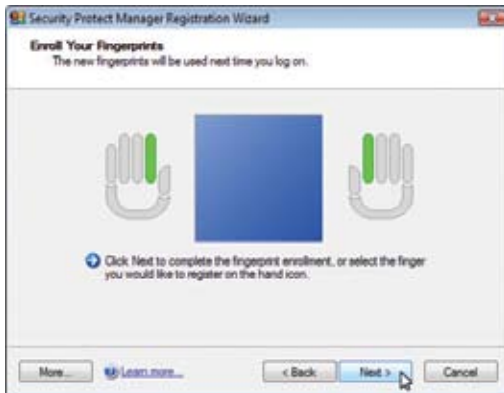 Security Protect Manager Registration Wizard
Enroll Your Fingerprints
The new fingerprints will be used next time you log on.
Click Next to complete the fingerprint enrollment, or select the finger
you would like to register on the hand icon.
More... Learn more... < Back Next > Cancel